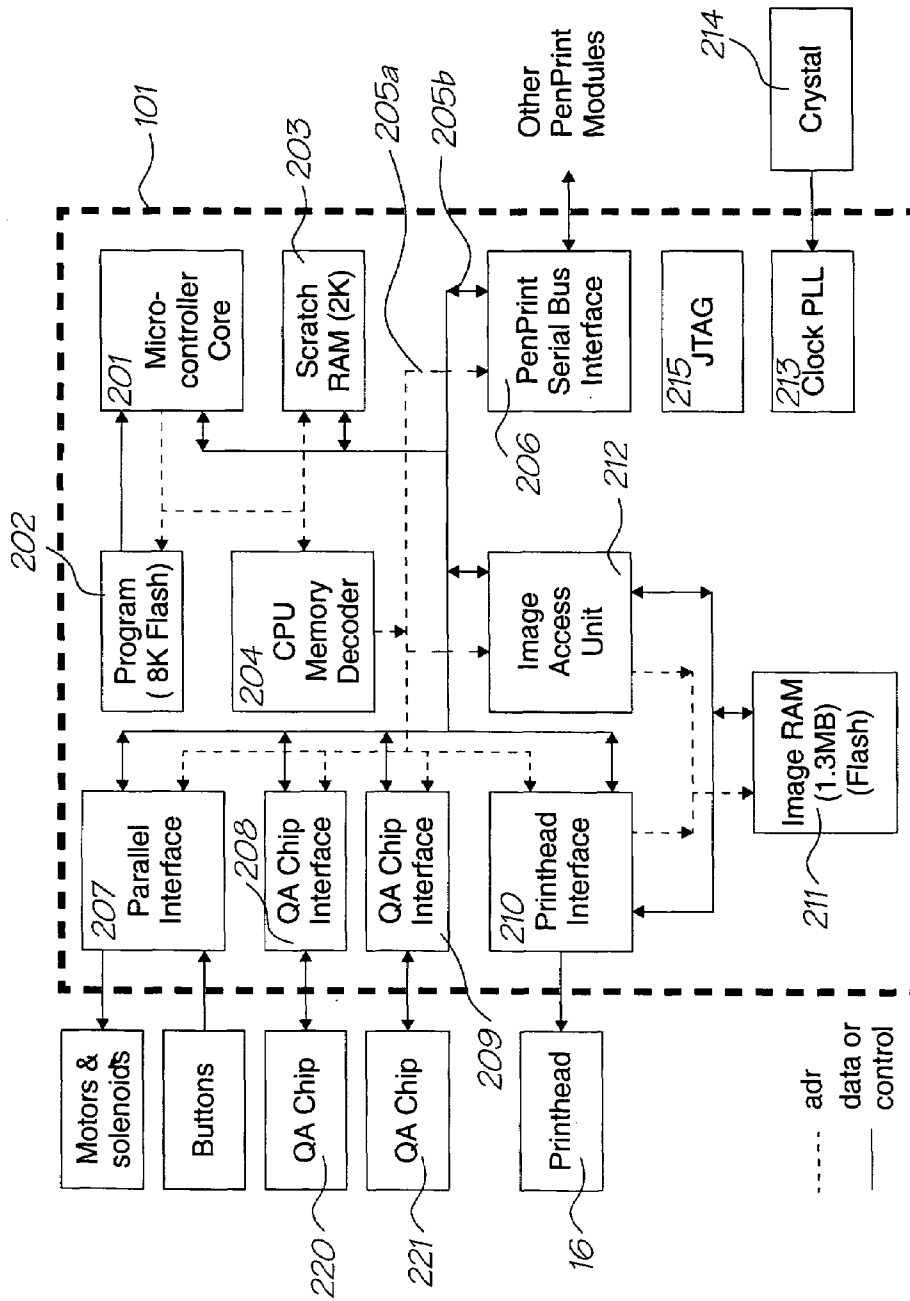 101
202
201
Micro-
controller
Core
203
Scratch
RAM (2K)
205a
205b
Other
PenPrint
Modules
214
Crystal
Program
( 8K Flash)
204
CPU
Memory
Decoder
206
PenPrint
Serial Bus
Interface
215
JTAG
213
Clock PLL
212
Image
Access
Unit
207
Parallel
Interface
208
QA Chip
Interface
QA Chip
Interface
209
210
Printhead
Interface
211
Image RAM
(1.3MB)
(Flash)
Motors &
solenoids
Buttons
QA Chip
220
QA Chip
221
Printhead
16
adr
data or
control